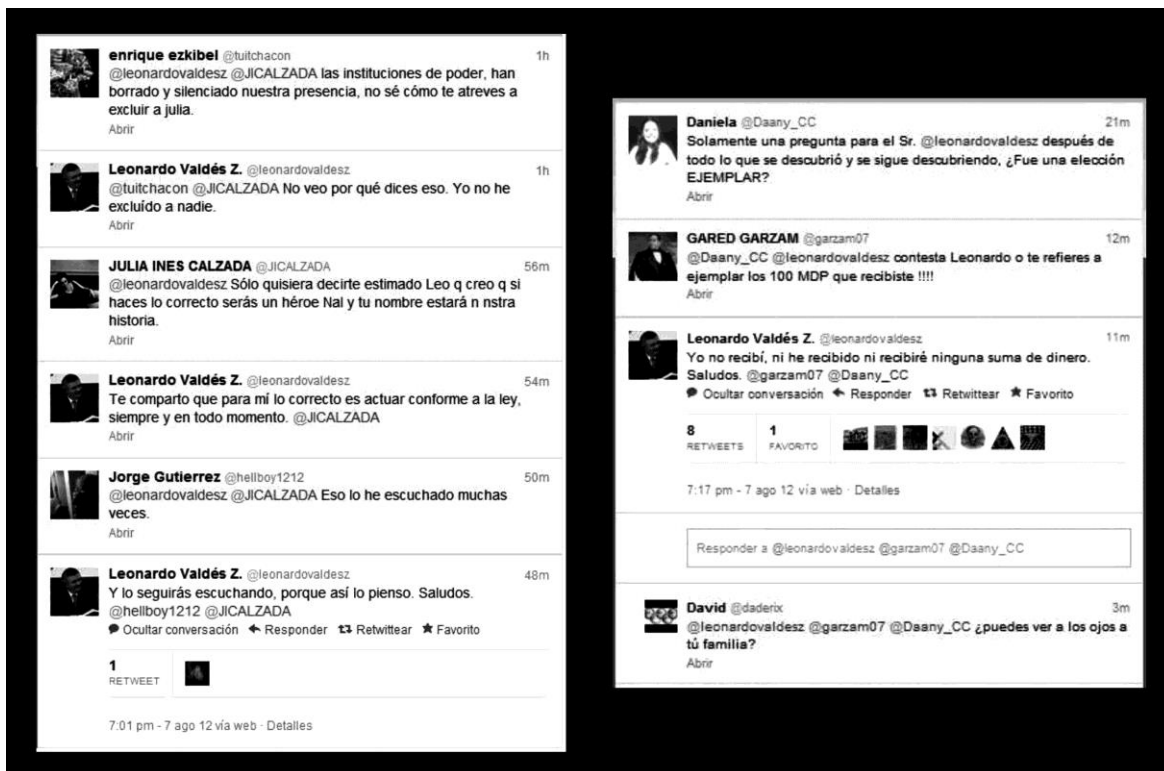 enrique ezkibel @tuitchacon 1h
@leonardovaldesz @JICALZADA las instituciones de poder, han
borrado y silenciado nuestra presencia, no sé cómo te atreves a
excluir a julia.
Abrir
Leonardo Valdés Z. @leonardovaldesz 1h
@tuitchacon @JICALZADA No veo por qué dices eso. Yo no he
excluído a nadie.
Abrir
JULIA INES CALZADA @JICALZADA 56m
@leonardovaldesz Sólo quisiera decirte estimado Leo q creo q si
haces lo correcto serás un héroe Nal y tu nombre estará n nstra
historia.
Abrir
Leonardo Valdés Z. @leonardovaldesz 54m
Te comparto que para mí lo correcto es actuar conforme a la ley,
siempre y en todo momento. @JICALZADA
Abrir
Jorge Gutierrez @hellboy1212 50m
@leonardovaldesz @JICALZADA Eso lo he escuchado muchas
veces.
Abrir
Leonardo Valdés Z. @leonardovaldesz 48m
Y lo seguirás escuchando, porque así lo pienso. Saludos.
@hellboy1212 @JICALZADA
Ocultar conversación Responder Retwittear Favorito
1
RETWEET
7:01 pm - 7 ago 12 vía web · Detalles
Daniela @Daany_CC 21m
Solamente una pregunta para el Sr. @leonardovaldesz después de
todo lo que se descubrió y se sigue descubriendo, ¿Fue una elección
EJEMPLAR?
Abrir
GARED GARZAM @garzam07 12m
@Daany_CC @leonardovaldesz contesta Leonardo o te refieres a
ejemplar los 100 MDP que recibiste !!!!
Abrir
Leonardo Valdés Z. @leonardovaldesz 11m
Yo no recibí, ni he recibido ni recibiré ninguna suma de dinero.
Saludos. @garzam07 @Daany_CC
Ocultar conversación Responder Retwittear Favorito
8 1
RETWEETS FAVORITO
7:17 pm - 7 ago 12 vía web · Detalles
Responder a @leonardovaldesz @garzam07 @Daany_CC
David @daderix 3m
@leonardovaldesz @garzam07 @Daany_CC ¿puedes ver a los ojos a
tú familia?
Abrir